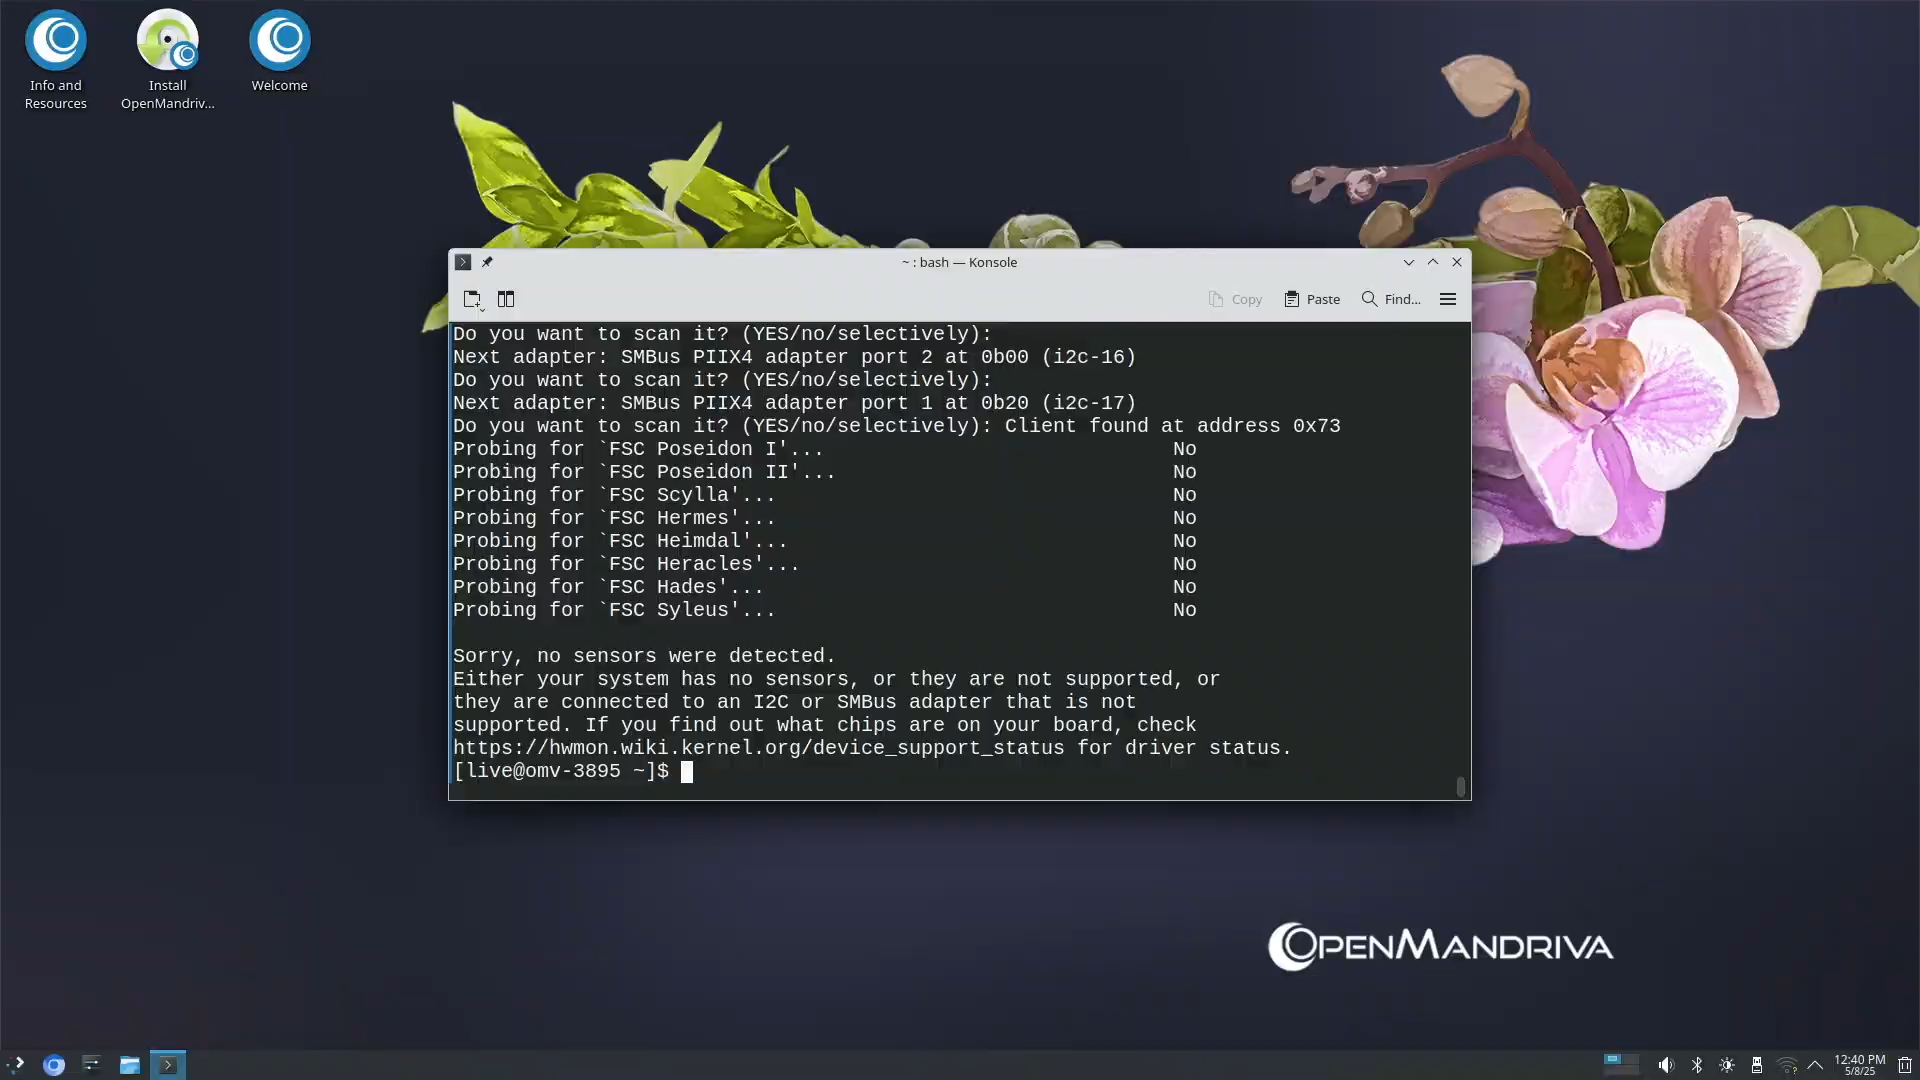 Info and
Resources
Install
OpenMandriv...
Welcome
~ : bash — Konsole
Copy
Paste
Find...
Do you want to scan it? (YES/no/selectively):
Next adapter: SMBus PIIX4 adapter port 2 at 0b00 (i2c-16)
Do you want to scan it? (YES/no/selectively):
Next adapter: SMBus PIIX4 adapter port 1 at 0b20 (i2c-17)
Do you want to scan it? (YES/no/selectively): Client found at address 0x73
Probing for `FSC Poseidon I'... No
Probing for `FSC Poseidon II'... No
Probing for `FSC Scylla'... No
Probing for `FSC Hermes'... No
Probing for `FSC Heimdal'... No
Probing for `FSC Heracles'... No
Probing for `FSC Hades'... No
Probing for `FSC Syleus'... No
Sorry, no sensors were detected.
Either your system has no sensors, or they are not supported, or
they are connected to an I2C or SMBus adapter that is not
supported. If you find out what chips are on your board, check
https://hwmon.wiki.kernel.org/device_support_status for driver status.
[live@omv-3895 ~]$
OPENMANDRIVA
12:40 PM
5/8/25